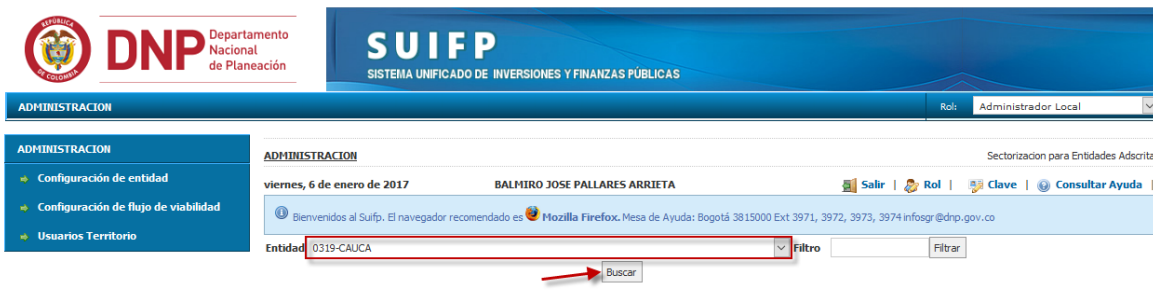 REPÚBLICA
DE COLOMBIA
DNP
Departamento
Nacional
de Planeación
SUIFP
SISTEMA UNIFICADO DE INVERSIONES Y FINANZAS PÚBLICAS
ADMINISTRACION Rol: Administrador Local
ADMINISTRACION
Configuración de entidad
Configuración de flujo de viabilidad
Usuarios Territorio
ADMINISTRACION Sectorizacion para Entidades Adscrita
viernes, 6 de enero de 2017 BALMIRO JOSE PALLARES ARRIETA Salir | Rol | Clave | Consultar Ayuda |
Bienvenidos al Suifp. El navegador recomendado es Mozilla Firefox. Mesa de Ayuda: Bogotá 3815000 Ext 3971, 3972, 3973, 3974 infosgr@dnp.gov.co
Entidad 0319-CAUCA Filtro Filtrar
Buscar